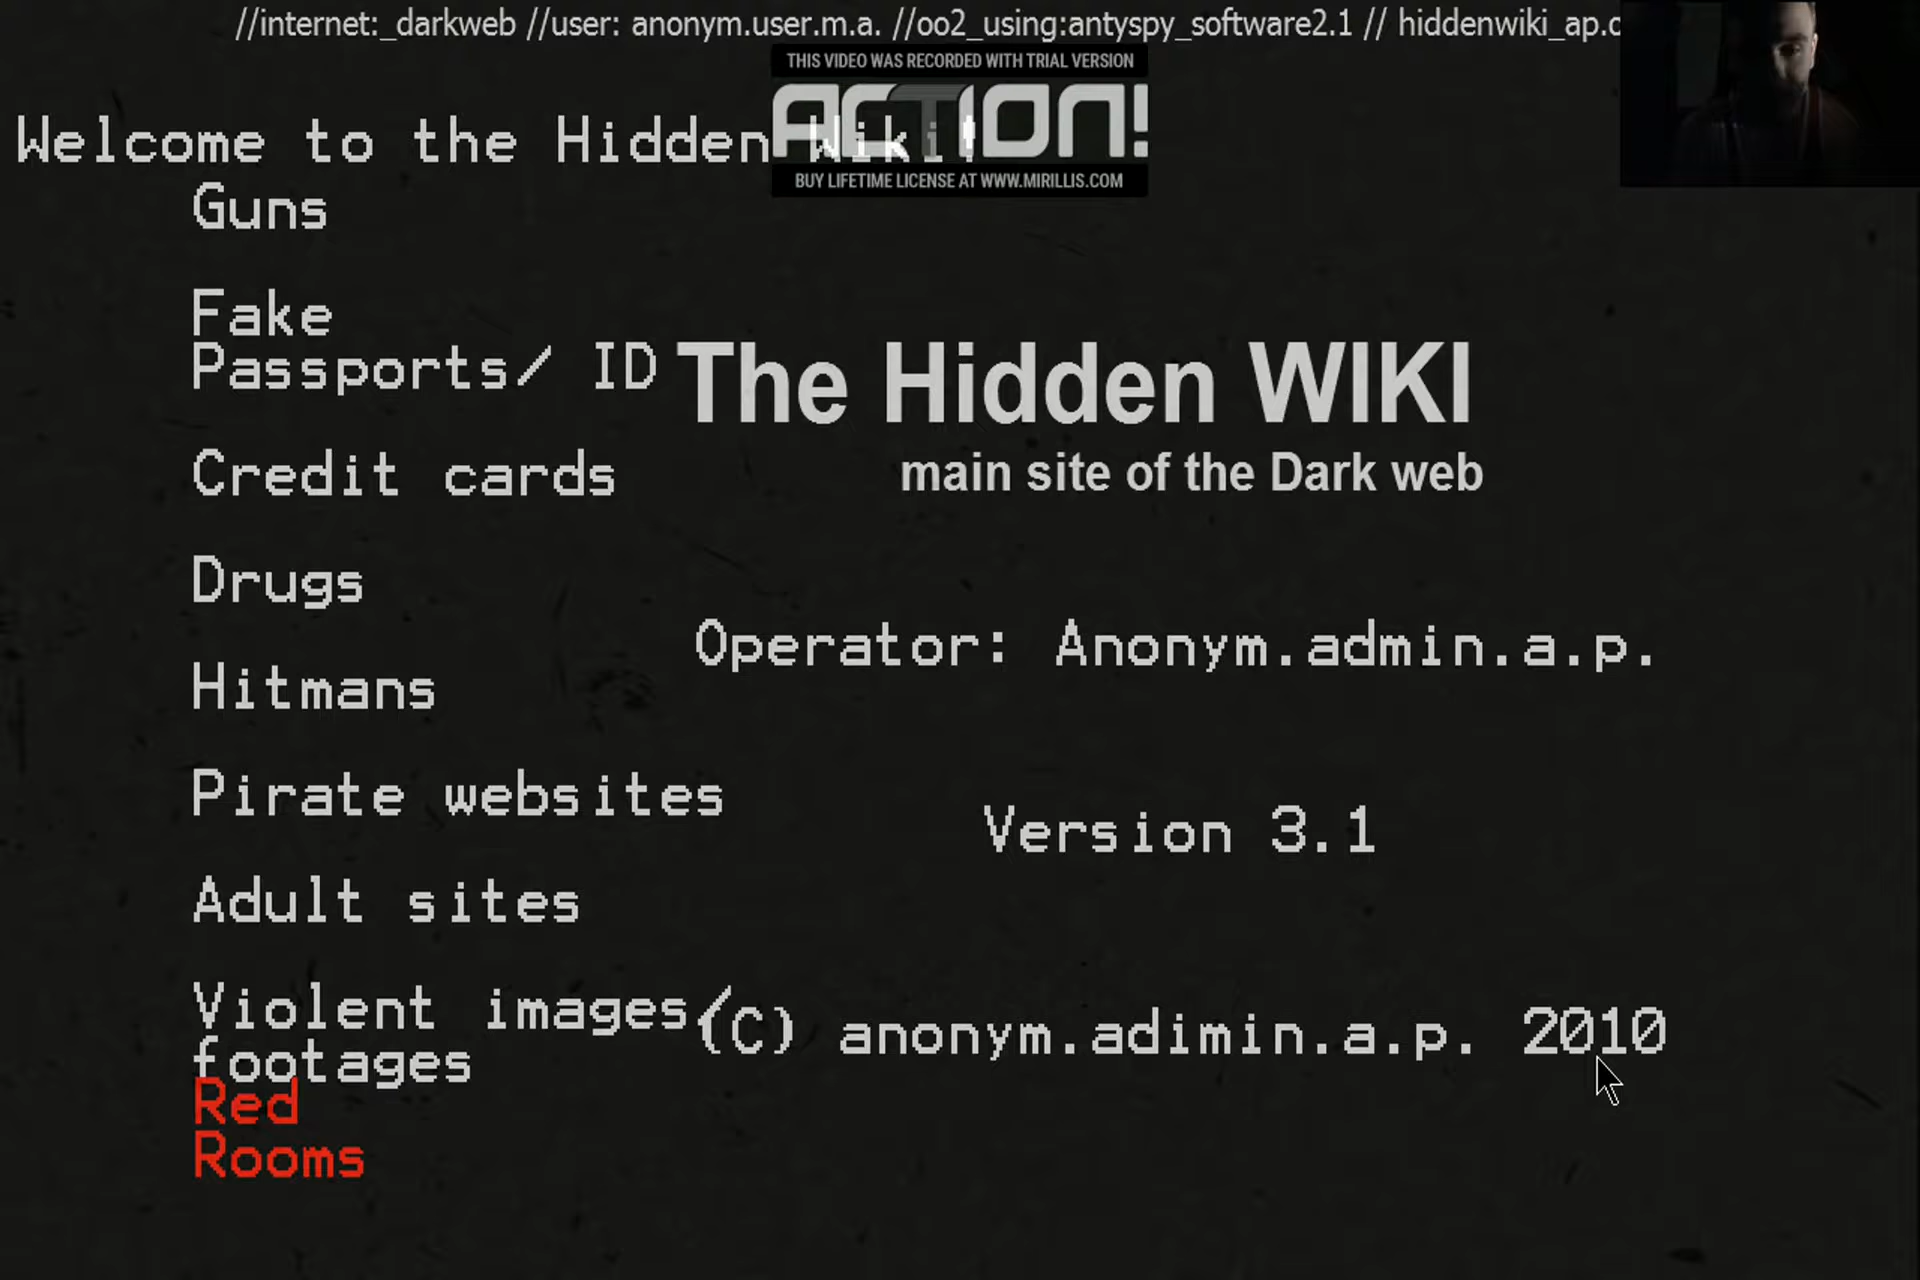 //internet:_darkweb //user: anonym.user.m.a. //oo2_using:antyspy_software2.1 // hiddenwiki_ap.
THIS VIDEO WAS RECORDED WITH TRIAL VERSION
ACTION!
BUY LIFETIME LICENSE AT WWW.MIRILLIS.COM
Welcome to the Hidden Wiki!
Guns
Fake
Passports/ ID
Credit cards
Drugs
Hitmans
Pirate websites
Adult sites
Violent images/
footages
Red
Rooms
The Hidden WIKI
main site of the Dark web
Operator: Anonym.admin.a.p.
Version 3.1
(C) anonym.adimin.a.p. 2010